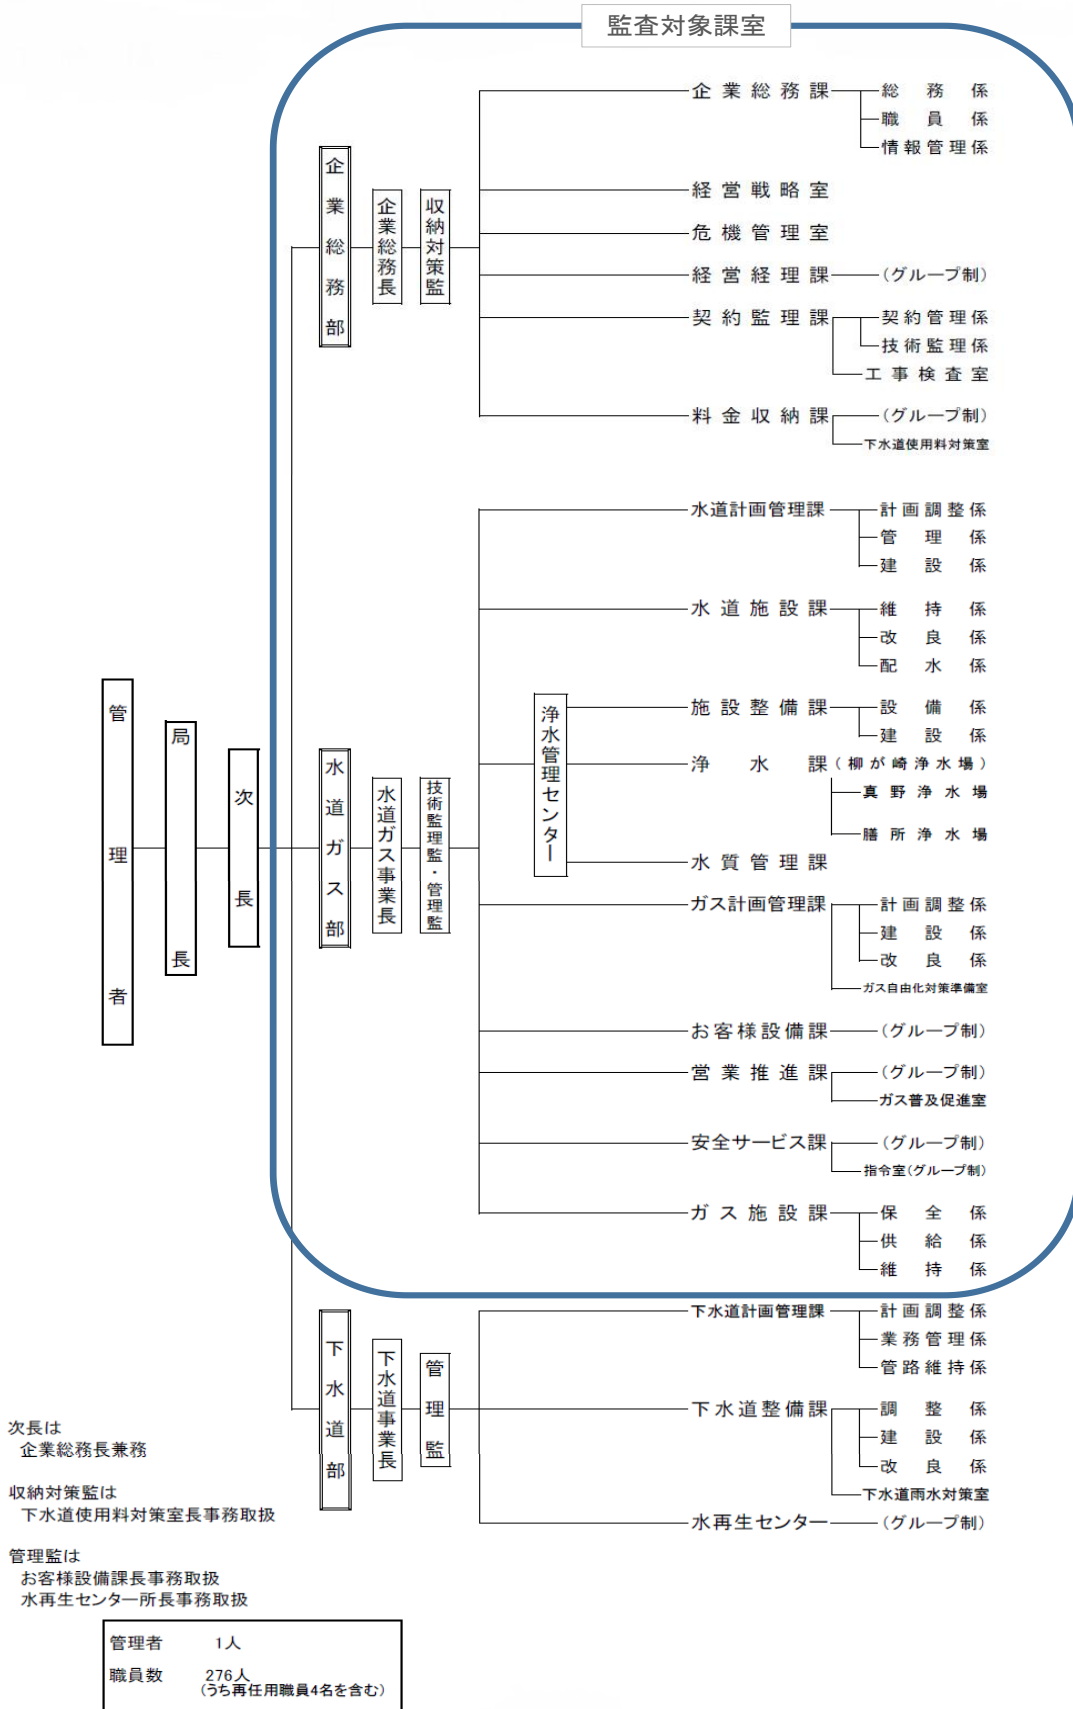 監査対象課室
企業総務課
総務係
職員係
情報管理係
企業総務部
企業総務長
収納対策監
経営戦略室
危機管理室
経営経理課
(グループ制)
契約監理課
契約管理係
技術監理係
工事検査室
料金収納課
(グループ制)
下水道使用料対策室
水道計画管理課
計画調整係
管理係
建設係
水道施設課
維持係
改良係
配水係
管理者
局長
次長
水道ガス部
水道ガス事業長
技術監理監・管理監
浄水管理センター
施設整備課
設備係
建設係
浄水課
(柳が崎浄水場)
真野浄水場
膳所浄水場
水質管理課
ガス計画管理課
計画調整係
建設係
改良係
ガス自由化対策準備室
お客様設備課
(グループ制)
営業推進課
(グループ制)
ガス普及促進室
安全サービス課
(グループ制)
指令室(グループ制)
ガス施設課
保全係
供給係
維持係
下水道部
下水道事業長
管理監
下水道計画管理課
計画調整係
業務管理係
管路維持係
下水道整備課
調整係
建設係
改良係
下水道雨水対策室
水再生センター
(グループ制)
次長は
企業総務長兼務
収納対策監は
下水道使用料対策室長事務取扱
管理監は
お客様設備課長事務取扱
水再生センター所長事務取扱
管理者 1人
職員数 276人
(うち再任用職員4名を含む)